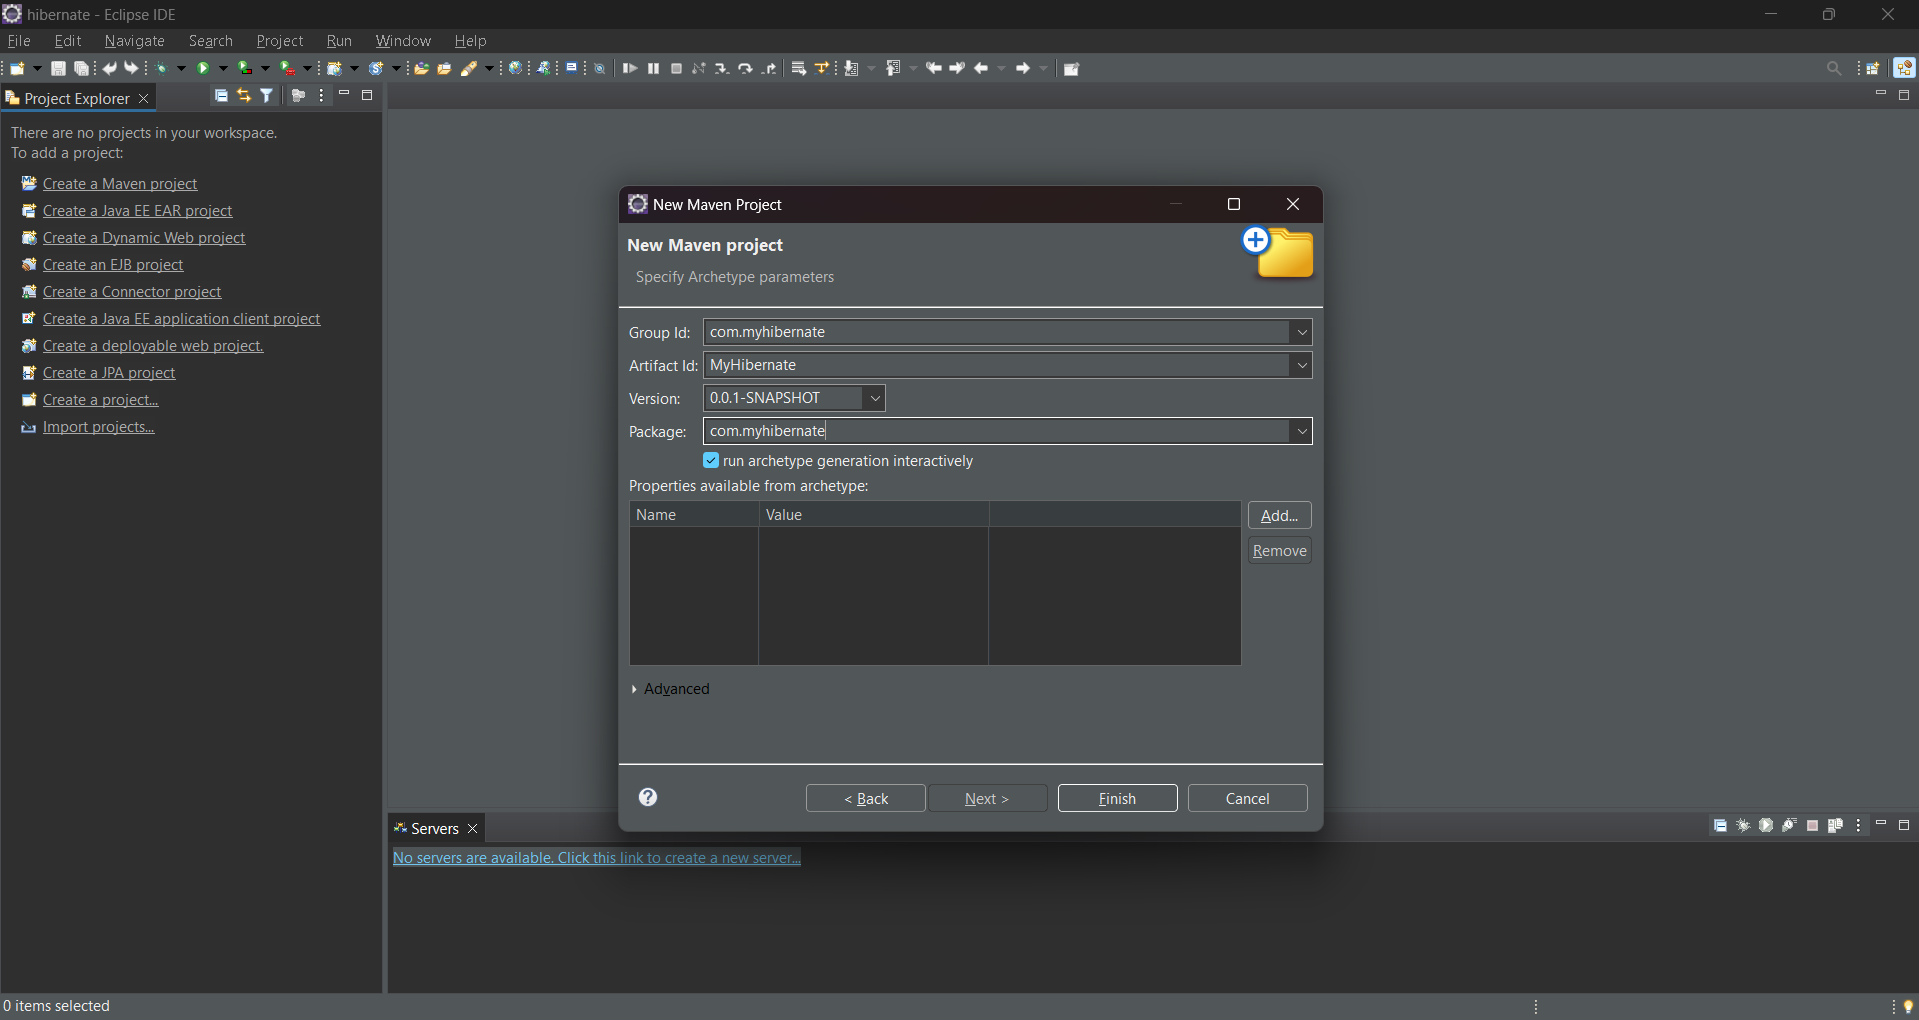 hibernate - Eclipse IDE
File Edit Navigate Search Project Run Window Help
Project Explorer
There are no projects in your workspace.
To add a project:
Create a Maven project
Create a Java EE EAR project
Create a Dynamic Web project
Create an EJB project
Create a Connector project
Create a Java EE application client project
Create a deployable web project.
Create a JPA project
Create a project...
Import projects...
New Maven Project
New Maven project
Specify Archetype parameters
Group Id: com.myhibernate
Artifact Id: MyHibernate
Version: 0.0.1-SNAPSHOT
Package: com.myhibernate
run archetype generation interactively
Properties available from archetype:
Name Value
Add...
Remove
Advanced
< Back Next > Finish Cancel
Servers
No servers are available. Click this link to create a new server...
0 items selected